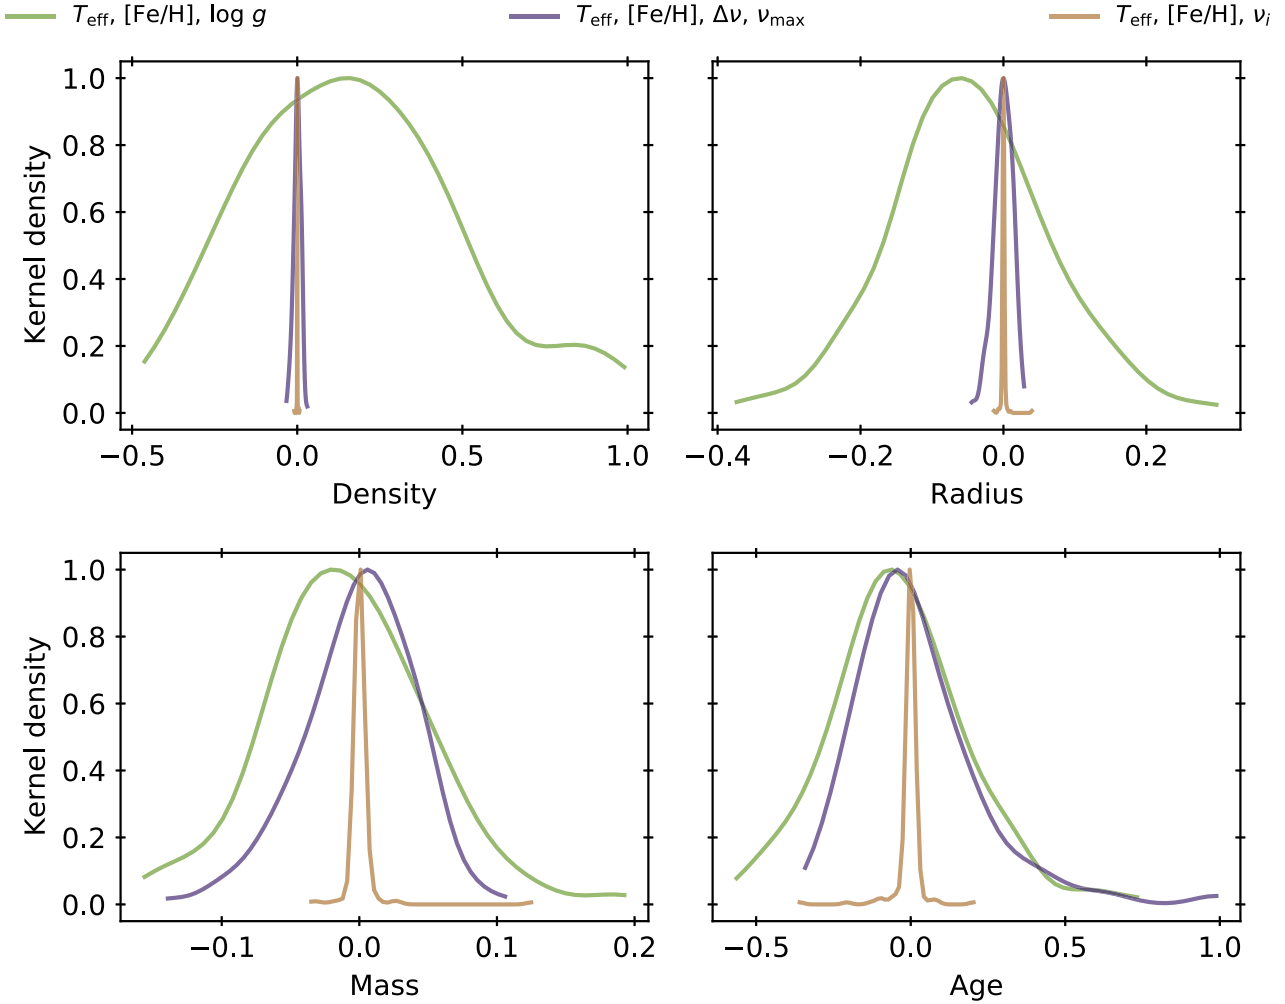 T_eff, [Fe/H], log g    T_eff, [Fe/H], Δν, ν_max    T_eff, [Fe/H], ν_i
Kernel density
1.0
0.8
0.6
0.4
0.2
0.0
−0.5 0.0 0.5 1.0
Density
−0.4 −0.2 0.0 0.2
Radius
Kernel density
1.0
0.8
0.6
0.4
0.2
0.0
−0.1 0.0 0.1 0.2
Mass
−0.5 0.0 0.5 1.0
Age